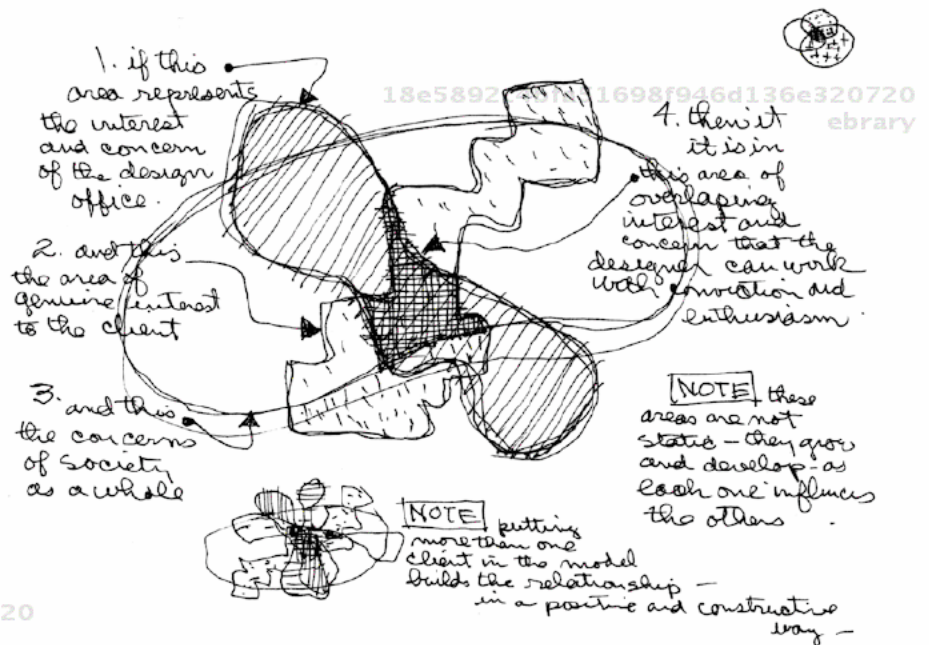 1. if this
area represents
the interest
and concern
of the design
office.
2. and this
the area of
genuine interest
to the client
3. and this
the concerns
of society
as a whole
18e5892
1698f946d136e320720
ebrary
4. then it
it is in
this area of
overlaping
interest and
concern that the
designer can work
with conviction and
enthusiasm
NOTE these
areas are not
static – they grow
and develop – as
each one influences
the others .
NOTE putting
more than one
client in the model
builds the relationship –
in a positive and constructive
way –
20